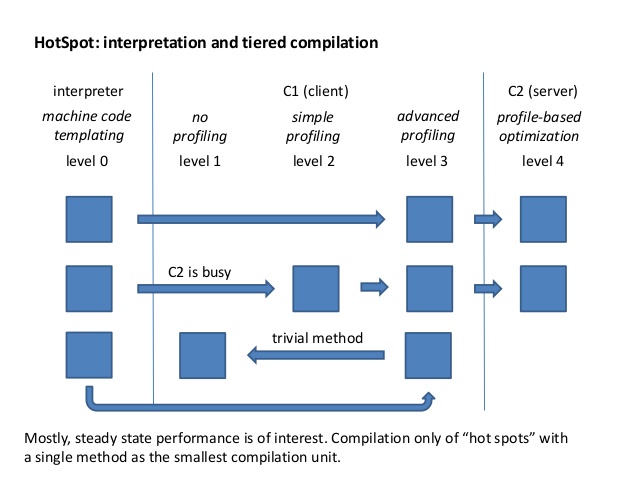 HotSpot: interpretation and tiered compilation
interpreter
C1 (client)
C2 (server)
machine code
templating
no
profiling
simple
profiling
advanced
profiling
profile-based
optimization
level 0
level 1
level 2
level 3
level 4
C2 is busy
trivial method
Mostly, steady state performance is of interest. Compilation only of “hot spots” with
a single method as the smallest compilation unit.